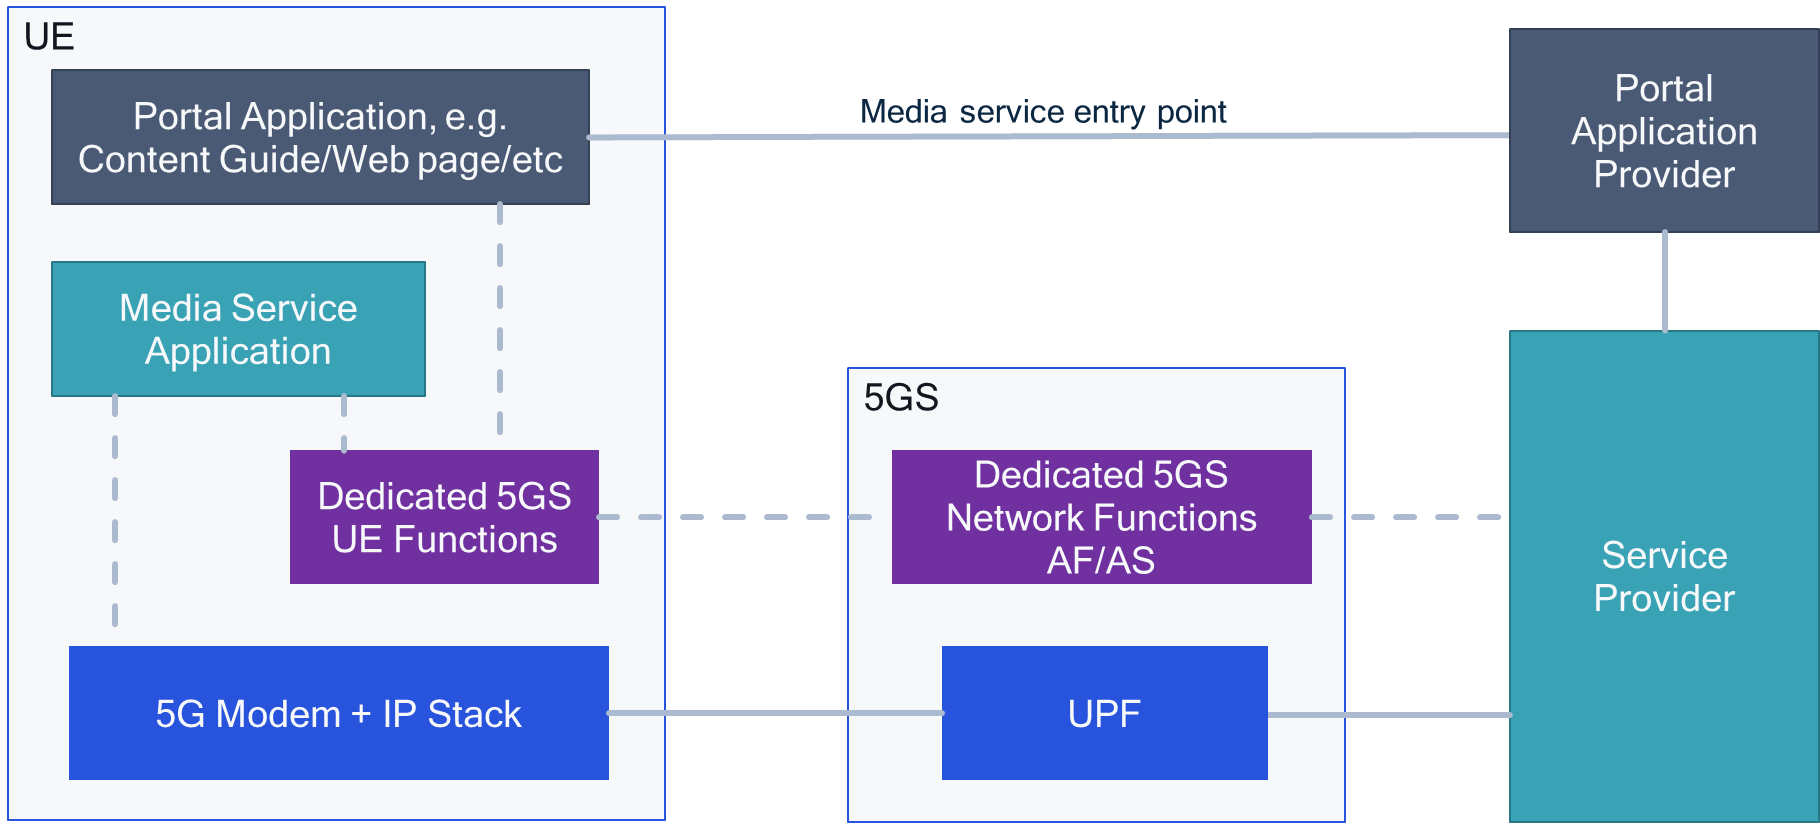 UE
Portal Application, e.g.
Content Guide/Web page/etc
Media service entry point
Portal
Application
Provider
Media Service
Application
5GS
Dedicated 5GS
UE Functions
Dedicated 5GS
Network Functions
AF/AS
Service
Provider
5G Modem + IP Stack
UPF